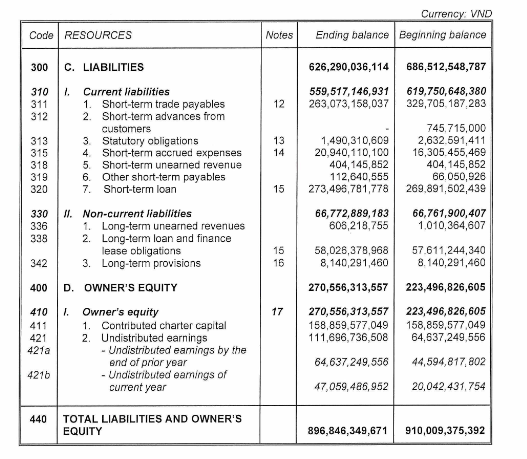 Currency: VND
Code RESOURCES Notes Ending balance Beginning balance
300 C. LIABILITIES 626,290,036,114 686,512,548,787
310 I. Current liabilities 559,517,146,931 619,750,648,380
311 1. Short-term trade payables 12 263,073,158,037 329,705,187,283
312 2. Short-term advances from
customers - 745,715,000
313 3. Statutory obligations 13 1,490,310,609 2,632,591,411
315 4. Short-term accrued expenses 14 20,940,110,100 16,305,455,469
318 5. Short-term unearned revenue 404,145,852 404,145,852
319 6. Other short-term payables 112,640,555 66,050,926
320 7. Short-term loan 15 273,496,781,778 269,891,502,439
330 II. Non-current liabilities 66,772,889,183 66,761,900,407
336 1. Long-term unearned revenues 606,218,755 1,010,364,607
338 2. Long-term loan and finance
lease obligations 15 58,026,378,968 57,611,244,340
342 3. Long-term provisions 16 8,140,291,460 8,140,291,460
400 D. OWNER'S EQUITY 270,556,313,557 223,496,826,605
410 I. Owner's equity 17 270,556,313,557 223,496,826,605
411 1. Contributed charter capital 158,859,577,049 158,859,577,049
421 2. Undistributed earnings 111,696,736,508 64,637,249,556
421a - Undistributed earnings by the
end of prior year 64,637,249,556 44,594,817,802
421b - Undistributed earnings of
current year 47,059,486,952 20,042,431,754
440 TOTAL LIABILITIES AND OWNER'S
EQUITY 896,846,349,671 910,009,375,392